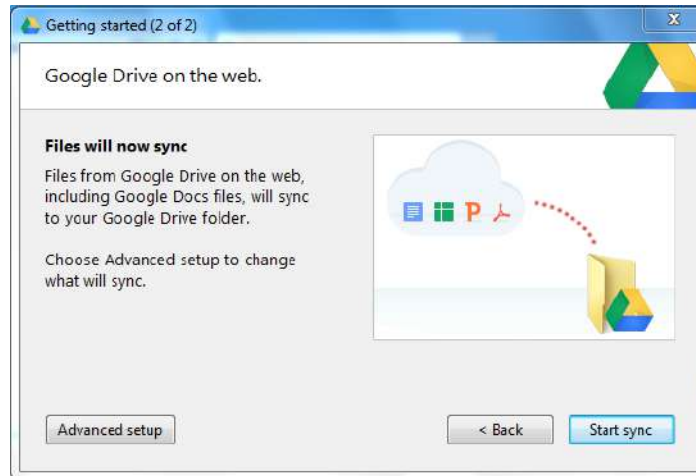 Getting started (2 of 2)
x
Google Drive on the web.
Files will now sync
Files from Google Drive on the web,
including Google Docs files, will sync
to your Google Drive folder.
Choose Advanced setup to change
what will sync.
P
Advanced setup
< Back
Start sync